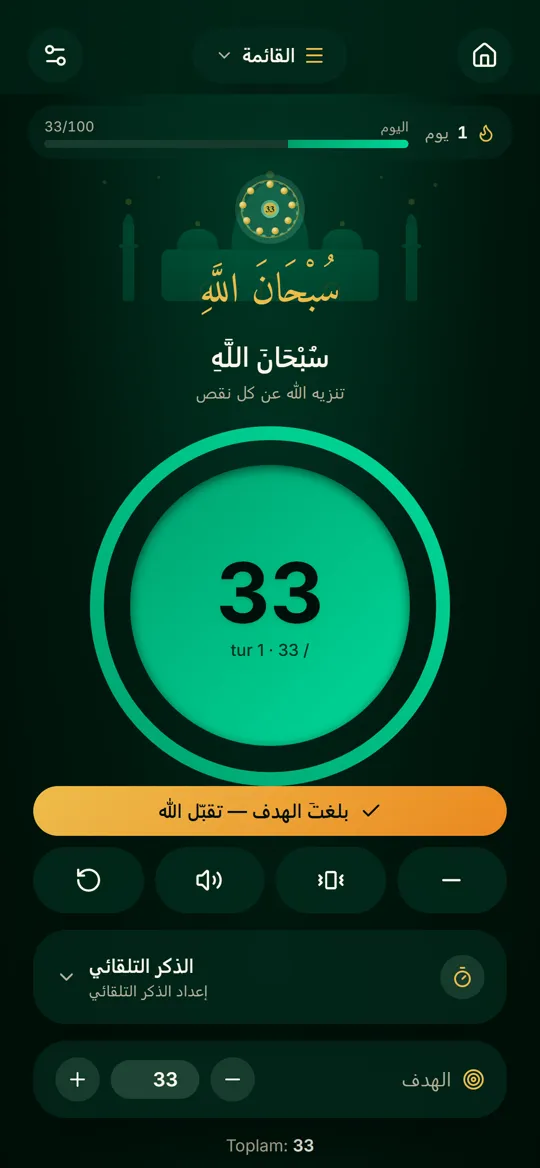 القائمة
1 يوم
اليوم
33/100
33
سُبْحَانَ اللَّهِ
سُبْحَانَ اللَّهِ
تنزيه الله عن كل نقص
33
tur 1 · 33 /
بلغتَ الهدف — تقبّل الله
الذكر التلقائي
إعداد الذكر التلقائي
الهدف
33
Toplam: 33